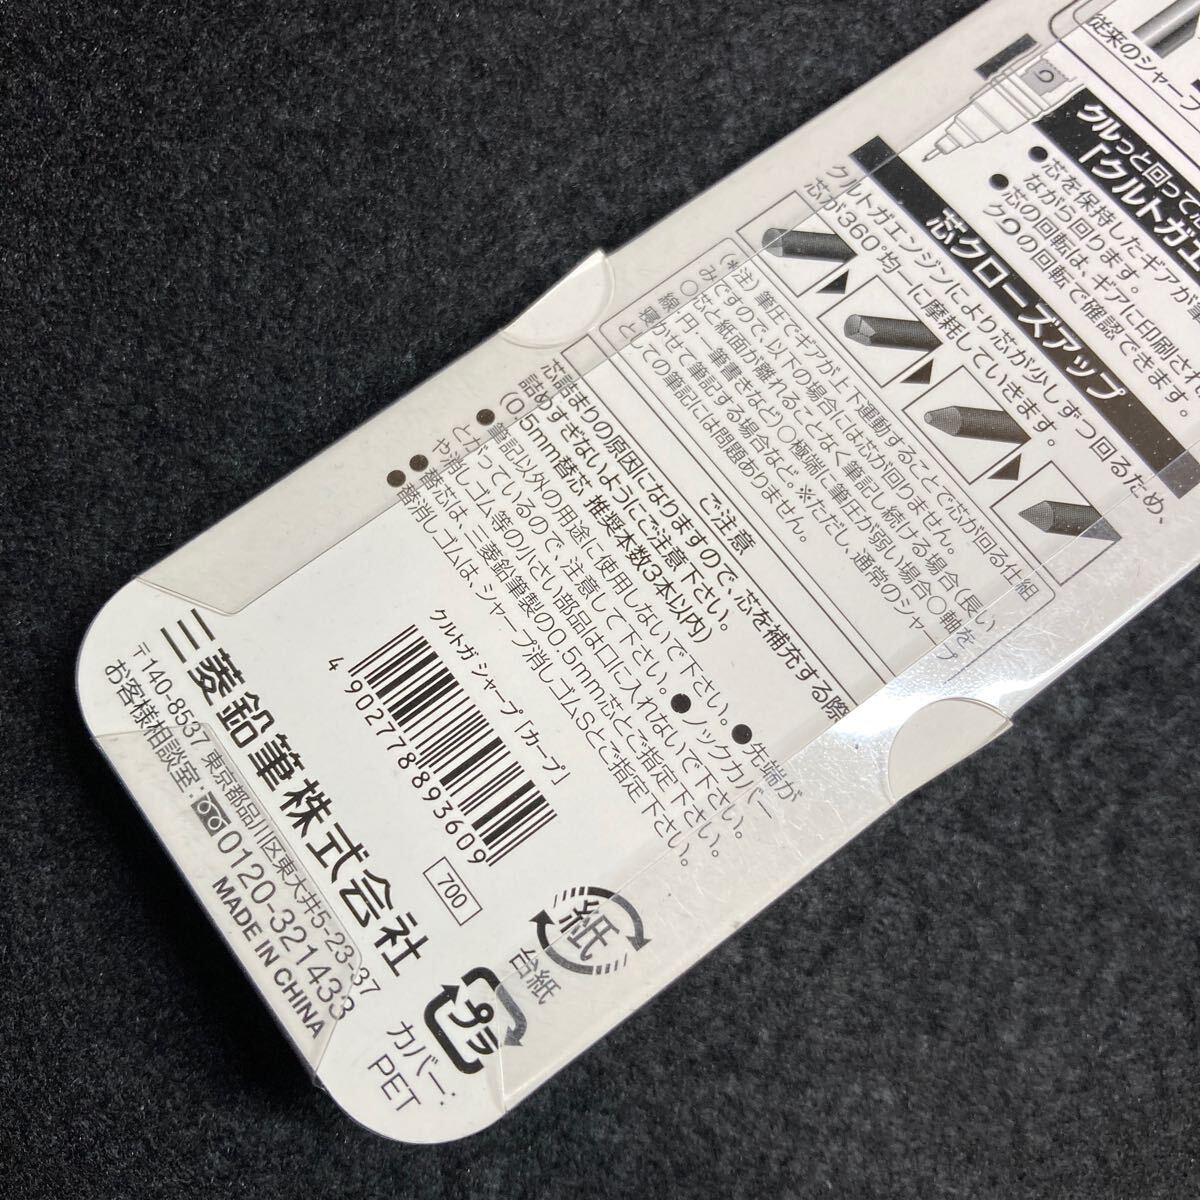 従来のシャープ
クルっと回って
「クルトガエ
●芯を保持したギアが
ながら回ります。
●芯の回転は、ギアに印刷され
の回転で確認できます。
芯クローズアップ
クルトガエンジンにより芯が少しずつ回るため、
芯が360°均一に摩耗していきます。
(*注)筆圧でギアが上下運動することで芯が回る仕組
みですので、以下の場合には芯が回りません。
○芯と紙面が離れることなく筆記し続ける場合(長い
線、円、一筆書きなど)○極端に筆圧が弱い場合○軸を
寝かせて筆記する場合など。※ただし、通常のシャープ
としての筆記には問題ありません。
ご注意
芯詰まりの原因になりますので、芯を補充する際
詰めすぎないようにご注意下さい。
(0.5mm替芯 推奨本数3本以内)
●筆記以外の用途に使用しないで下さい。●先端が
とがっているので、注意して下さい。●ノックカバー
や消しゴム等の小さい部品は口に入れないで下さい。
●替芯は、三菱鉛筆製の0.5mm芯とご指定下さい。
●替消しゴムは、シャープ消しゴムSとご指定下さい。
クルトガ シャープ「カープ」
4 902778 893609
700
紙
台紙
プラ
カバー:
PET
三菱鉛筆株式会社
〒140-8537 東京都品川区東大井5-23-37
お客様相談室:0120-321433
MADE IN CHINA